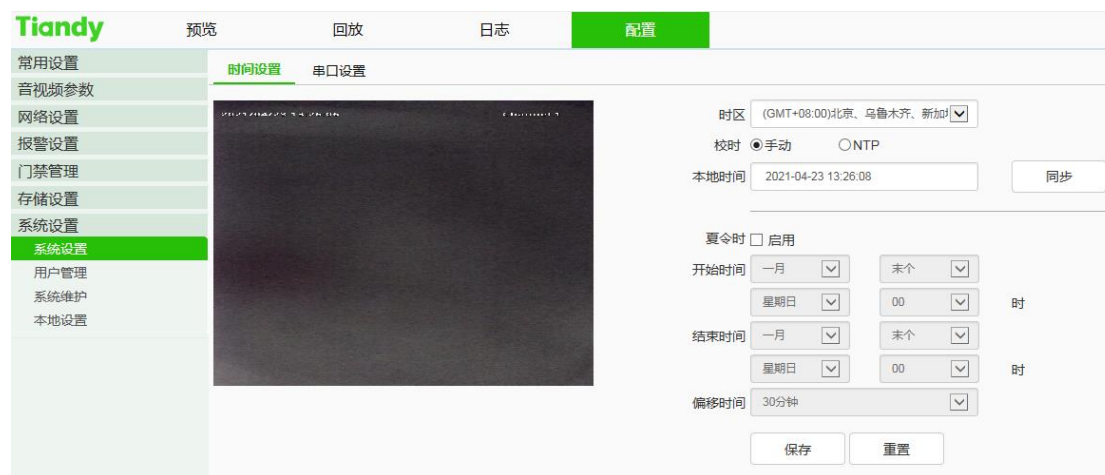 Tiandy 预览 回放 日志 配置
常用设置
音视频参数
网络设置
报警设置
门禁管理
存储设置
系统设置
系统设置
用户管理
系统维护
本地设置
时间设置 串口设置
时区 (GMT+08:00)北京、乌鲁木齐、新加
校时 手动 NTP
本地时间 2021-04-23 13:26:08 同步
夏令时 启用
开始时间 一月 末个
星期日 00 时
结束时间 一月 末个
星期日 00 时
偏移时间 30分钟
保存 重置